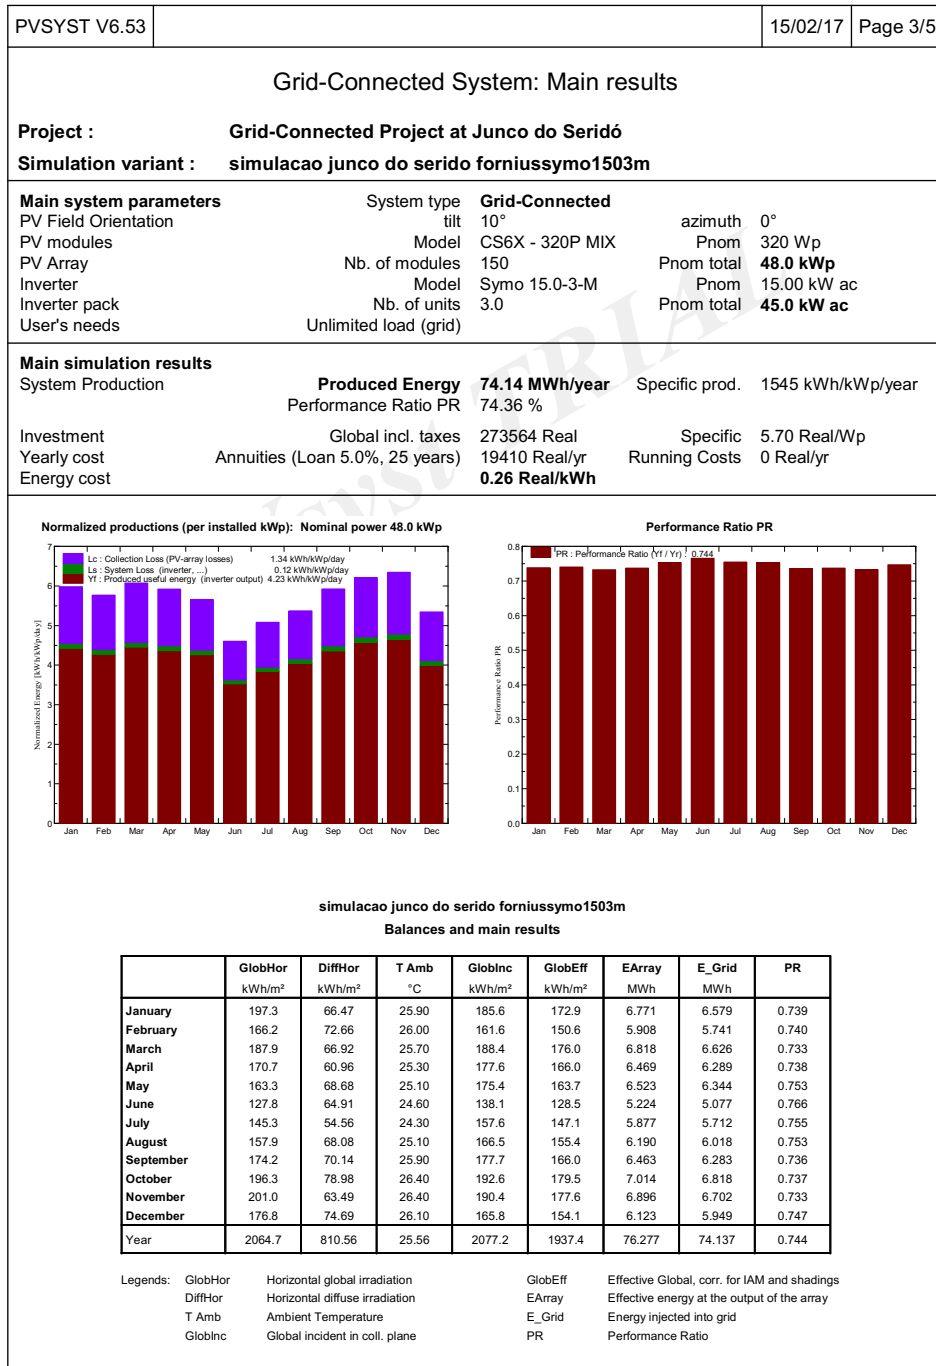 PVSYST V6.53 15/02/17 Page 3/5
Grid-Connected System: Main results
Project : Grid-Connected Project at Junco do Seridó
Simulation variant : simulacao junco do serido forniussymo1503m
Main system parameters System type Grid-Connected
PV Field Orientation tilt 10° azimuth 0°
PV modules Model CS6X - 320P MIX Pnom 320 Wp
PV Array Nb. of modules 150 Pnom total 48.0 kWp
Inverter Model Symo 15.0-3-M Pnom 15.00 kW ac
Inverter pack Nb. of units 3.0 Pnom total 45.0 kW ac
User's needs Unlimited load (grid)
Main simulation results
System Production Produced Energy 74.14 MWh/year Specific prod. 1545 kWh/kWp/year
Performance Ratio PR 74.36 %
Investment Global incl. taxes 273564 Real Specific 5.70 Real/Wp
Yearly cost Annuities (Loan 5.0%, 25 years) 19410 Real/yr Running Costs 0 Real/yr
Energy cost 0.26 Real/kWh
syst TRIAL
Normalized productions (per installed kWp): Nominal power 48.0 kWp
Lc : Collection Loss (PV-array losses) 1.34 kWh/kWp/day
Ls : System Loss (inverter, ...) 0.12 kWh/kWp/day
Yf : Produced useful energy (inverter output) 4.23 kWh/kWp/day
Normalized Energy [kWh/kWp/day]
7
6
5
4
3
2
1
0
Jan Feb Mar Apr May Jun Jul Aug Sep Oct Nov Dec
Performance Ratio PR
PR : Performance Ratio (Yf / Yr) : 0.744
Performance Ratio PR
0.8
0.7
0.6
0.5
0.4
0.3
0.2
0.1
0.0
Jan Feb Mar Apr May Jun Jul Aug Sep Oct Nov Dec
simulacao junco do serido forniussymo1503m
Balances and main results
GlobHor DiffHor T Amb GlobInc GlobEff EArray E_Grid PR
kWh/m² kWh/m² °C kWh/m² kWh/m² MWh MWh
January 197.3 66.47 25.90 185.6 172.9 6.771 6.579 0.739
February 166.2 72.66 26.00 161.6 150.6 5.908 5.741 0.740
March 187.9 66.92 25.70 188.4 176.0 6.818 6.626 0.733
April 170.7 60.96 25.30 177.6 166.0 6.469 6.289 0.738
May 163.3 68.68 25.10 175.4 163.7 6.523 6.344 0.753
June 127.8 64.91 24.60 138.1 128.5 5.224 5.077 0.766
July 145.3 54.56 24.30 157.6 147.1 5.877 5.712 0.755
August 157.9 68.08 25.10 166.5 155.4 6.190 6.018 0.753
September 174.2 70.14 25.90 177.7 166.0 6.463 6.283 0.736
October 196.3 78.98 26.40 192.6 179.5 7.014 6.818 0.737
November 201.0 63.49 26.40 190.4 177.6 6.896 6.702 0.733
December 176.8 74.69 26.10 165.8 154.1 6.123 5.949 0.747
Year 2064.7 810.56 25.56 2077.2 1937.4 76.277 74.137 0.744
Legends: GlobHor Horizontal global irradiation GlobEff Effective Global, corr. for IAM and shadings
DiffHor Horizontal diffuse irradiation EArray Effective energy at the output of the array
T Amb Ambient Temperature E_Grid Energy injected into grid
GlobInc Global incident in coll. plane PR Performance Ratio